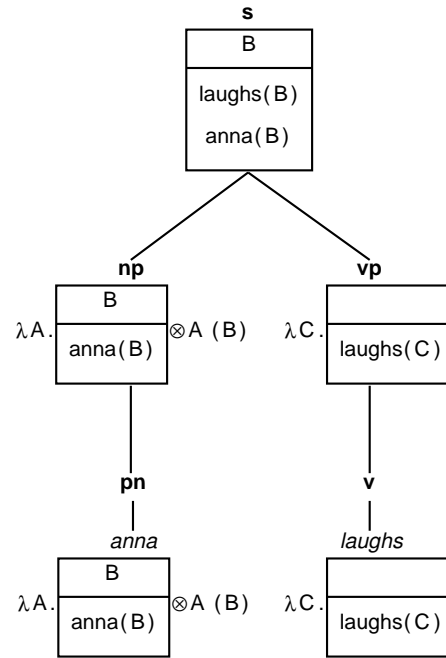 s
B
laughs(B)
anna(B)
np vp
B
λA. anna(B) ⊗A (B) λC. laughs(C)
pn v
anna laughs
B
λA. anna(B) ⊗A (B) λC. laughs(C)